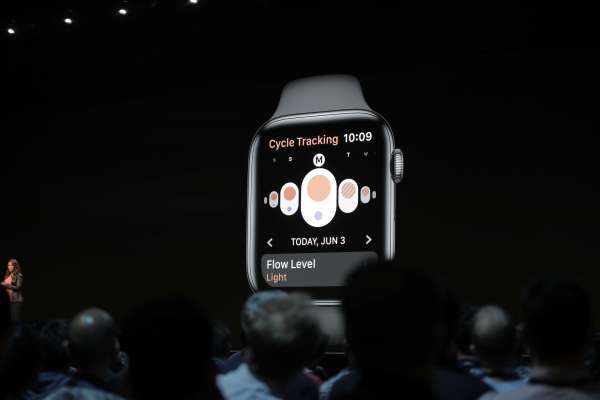 Cycle Tracking 10:09
S S M T W
TODAY, JUN 3
Flow Level
Light